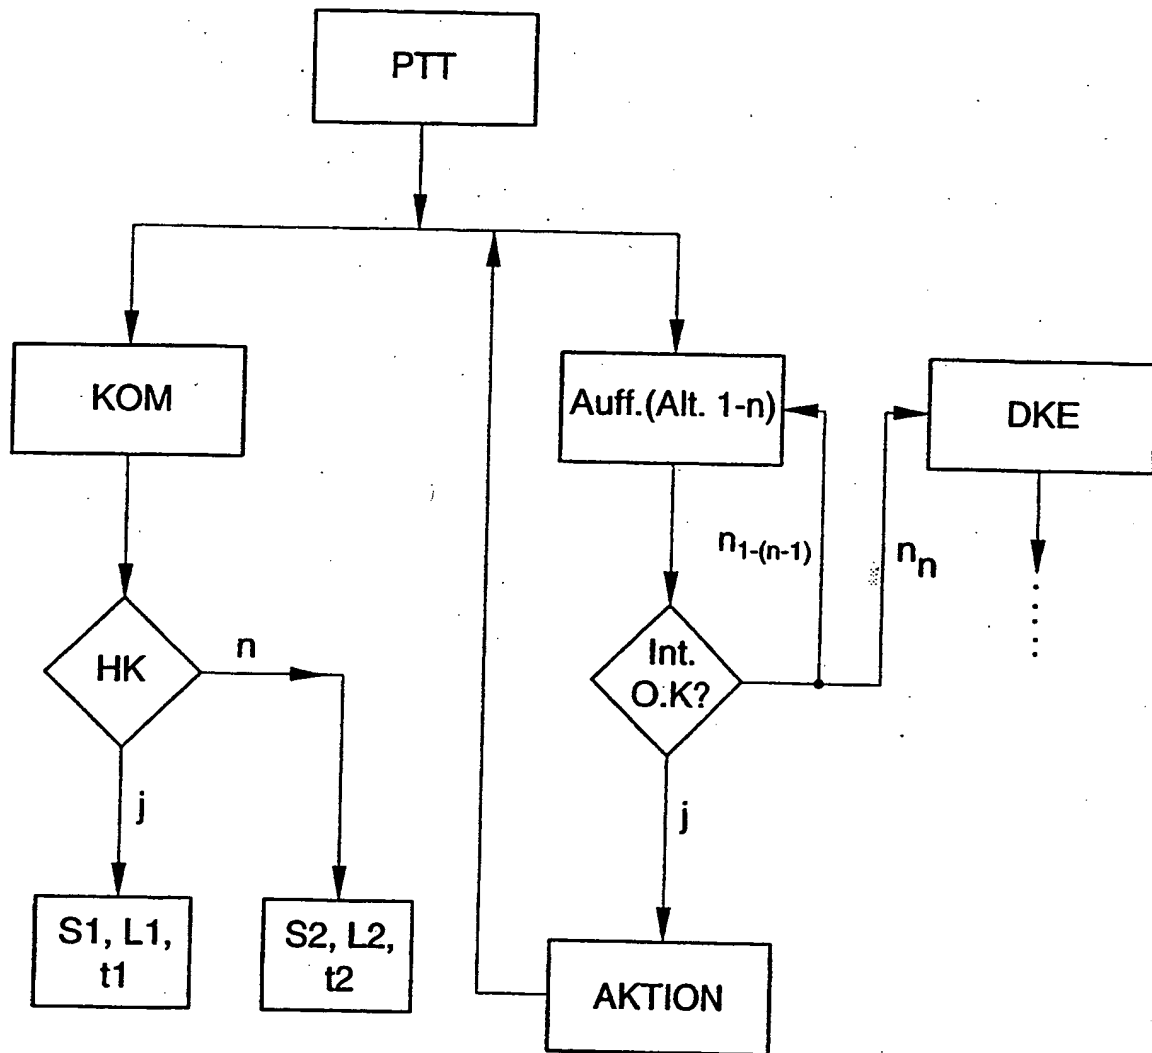 PTT
KOM
Auff.(Alt. 1-n)
DKE
n1-(n-1)
nn
HK
n
Int.
O.K?
j
j
S1, L1,
t1
S2, L2,
t2
AKTION